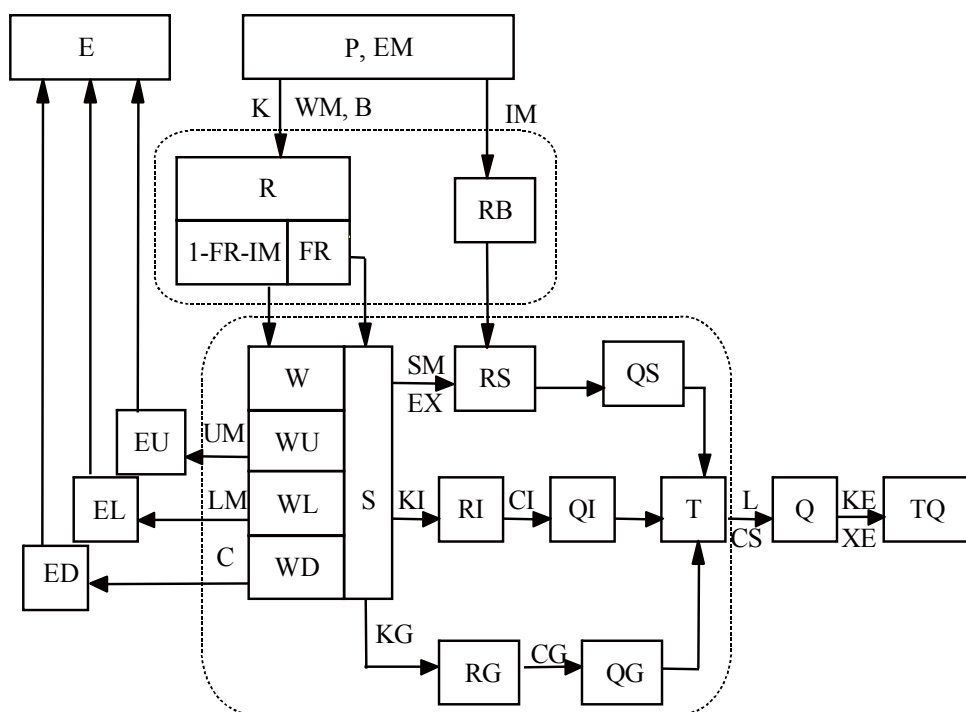 E
P, EM
K
WM, B
IM
R
RB
1-FR-IM
FR
W
SM
EX
RS
QS
EU
UM
WU
EL
LM
WL
S
KI
RI
CI
QI
T
L
CS
Q
KE
XE
TQ
ED
C
WD
KG
RG
CG
QG